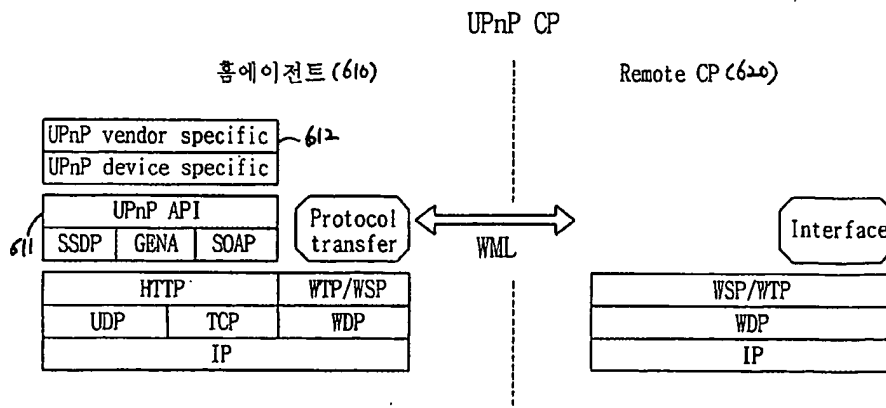 UPnP CP
홈에이전트 (610)
Remote CP (620)
UPnP vendor specific
612
UPnP device specific
UPnP API
611
SSDP GENA SOAP
Protocol
transfer
WML
Interface
HTTP WTP/WSP
UDP TCP WDP
IP
WSP/WTP
WDP
IP